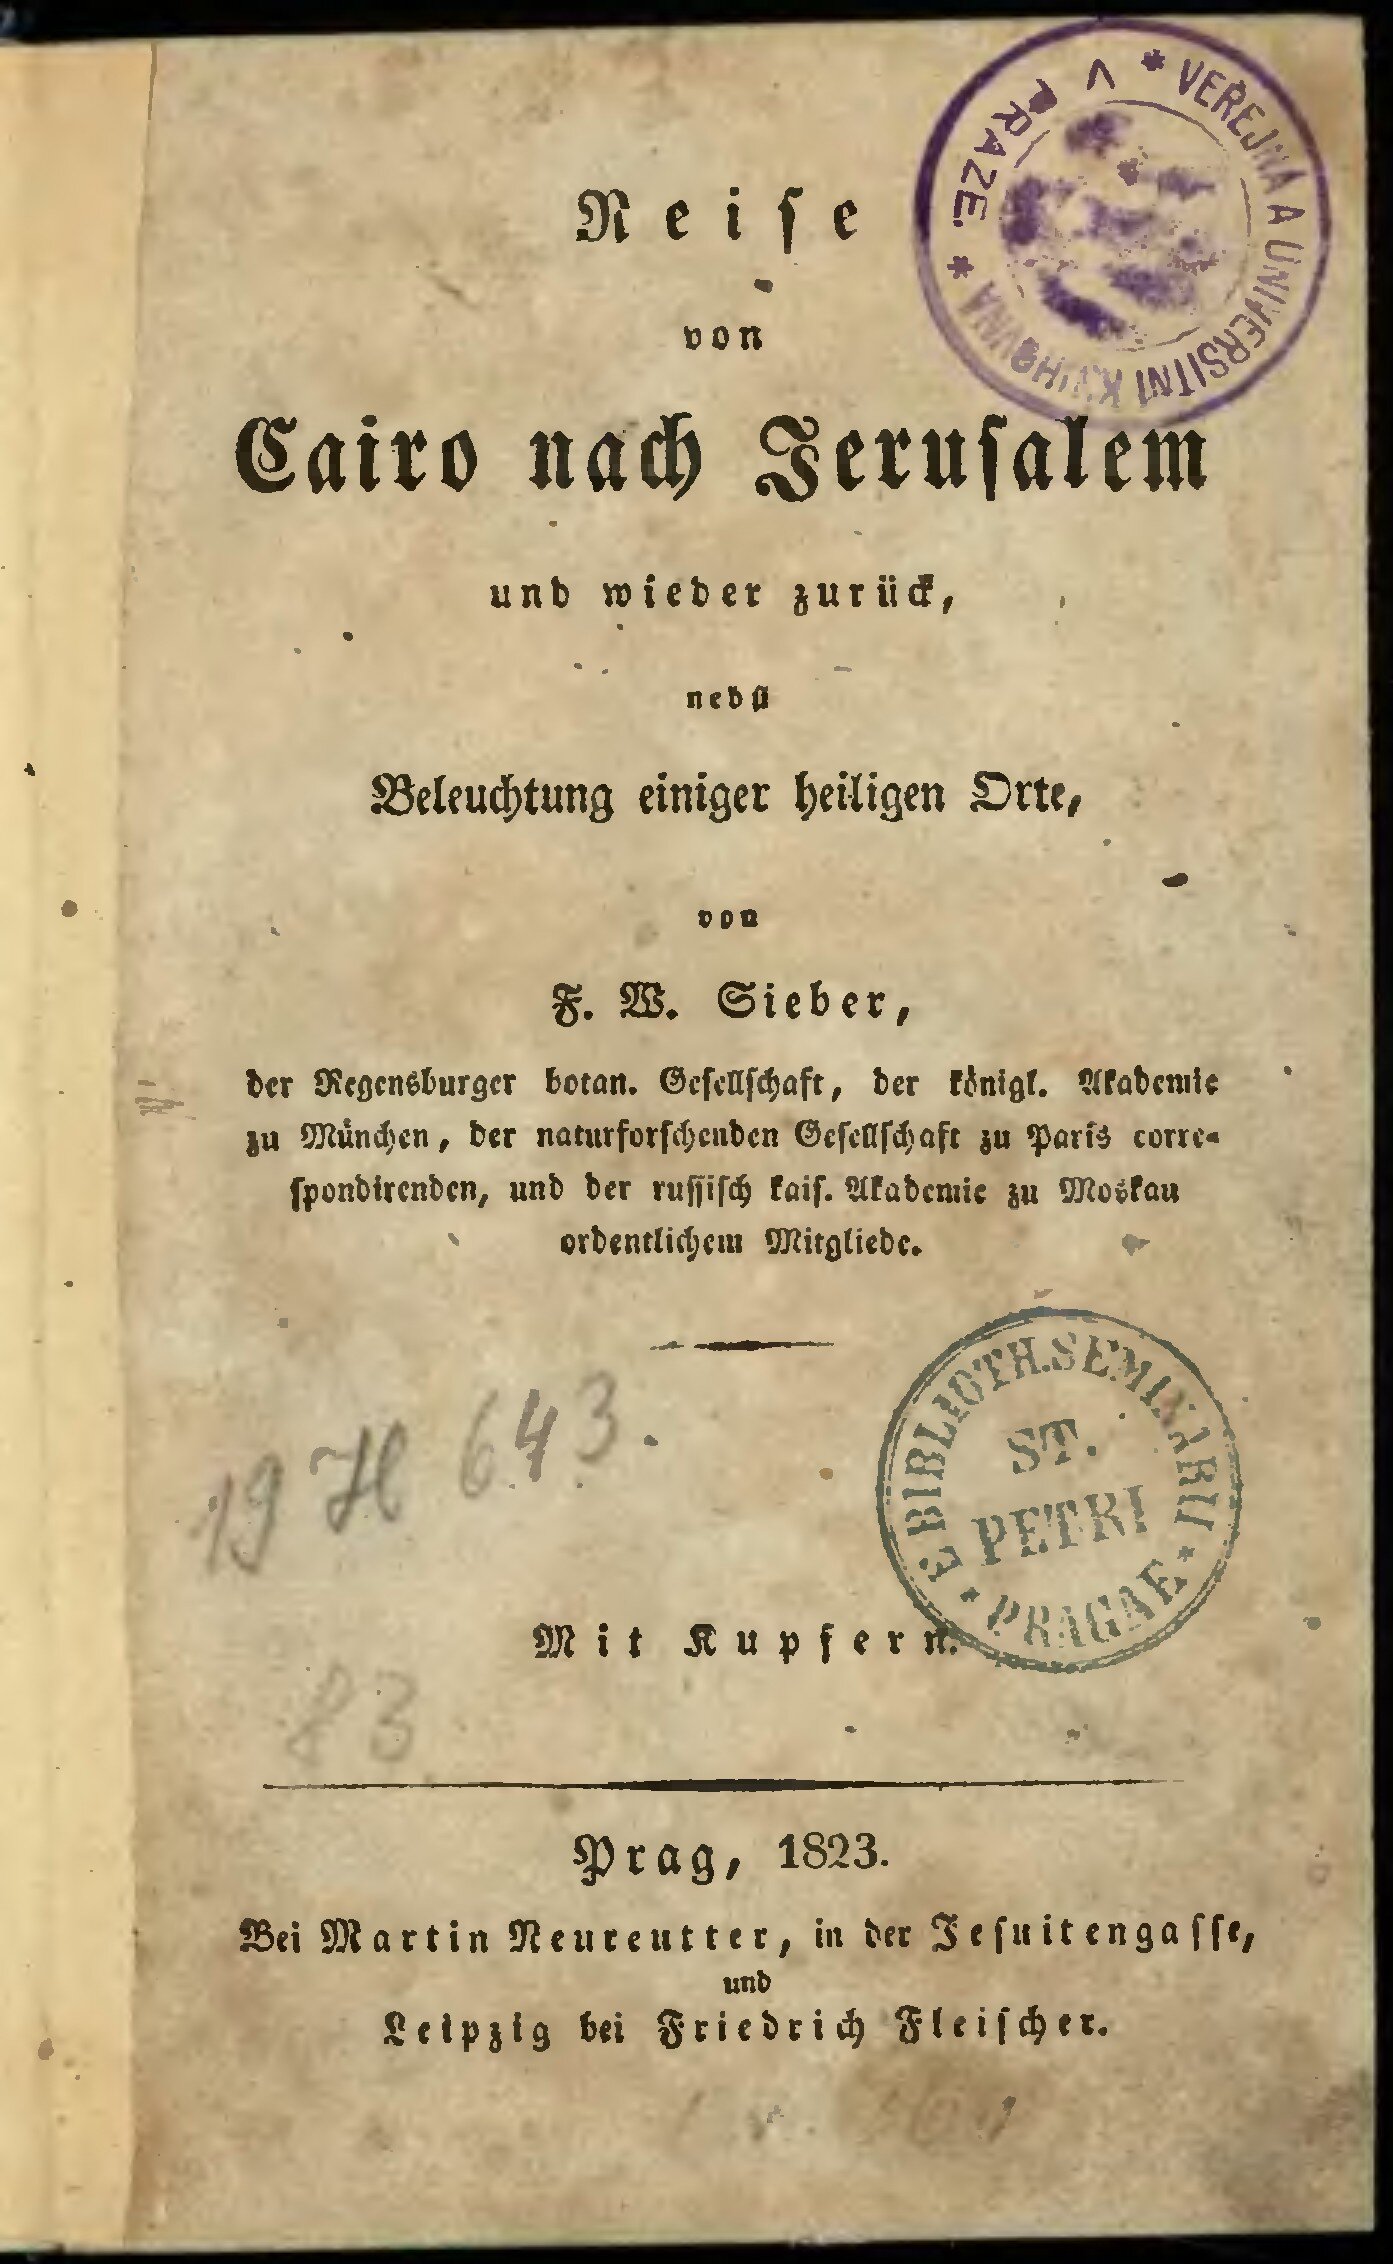 Reise
von
Cairo nach Jerusalem
und wieder zurück,
nebst
Beleuchtung einiger heiligen Orte,
von
F. W. Sieber,
der Regensburger botan. Gesellschaft, der königl. Akademie
zu München, der naturforschenden Gesellschaft zu Paris corre-
spondirenden, und der russisch kais. Akademie zu Moskau
ordentlichem Mitgliede.
19 H 643.
Mit Kupfern.
83
Prag, 1823.
Bei Martin Neureutter, in der Jesuitengasse,
und
Leipzig bei Friedrich Fleischer.
* VEREJNÁ A UNIVERSITNÍ KNIHOVNA * V PRAZE.
E BIBLIOTH. SEMINARII * PRAGAE *
ST.
PETRI